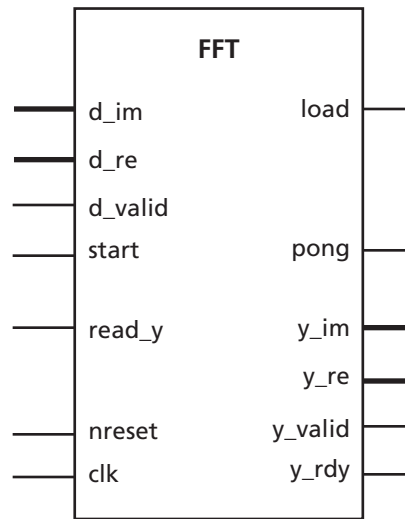 FFT
d_im load
d_re
d_valid
start pong
read_y y_im
y_re
nreset y_valid
clk y_rdy